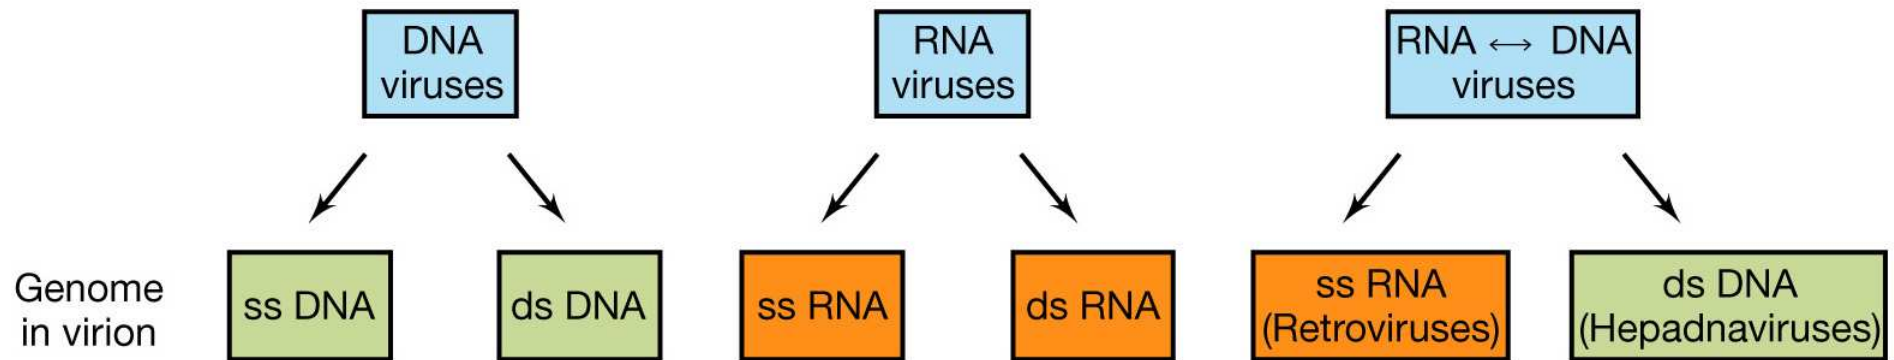 DNA
viruses
RNA
viruses
RNA ↔ DNA
viruses
Genome
in virion
ss DNA
ds DNA
ss RNA
ds RNA
ss RNA
(Retroviruses)
ds DNA
(Hepadnaviruses)